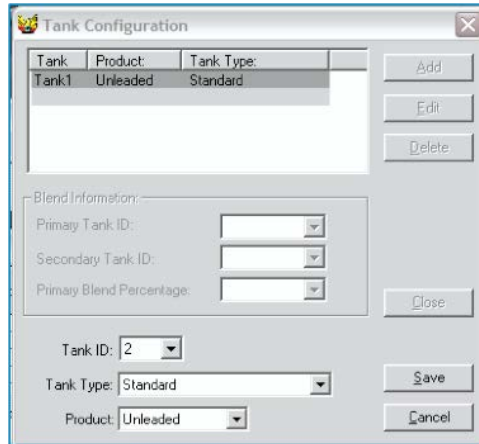 Tank Configuration
Tank Product: Tank Type:
Tank1 Unleaded Standard
Add
Edit
Delete
Blend Information:
Primary Tank ID:
Secondary Tank ID:
Primary Blend Percentage:
Close
Tank ID: 2
Tank Type: Standard
Save
Product: Unleaded
Cancel